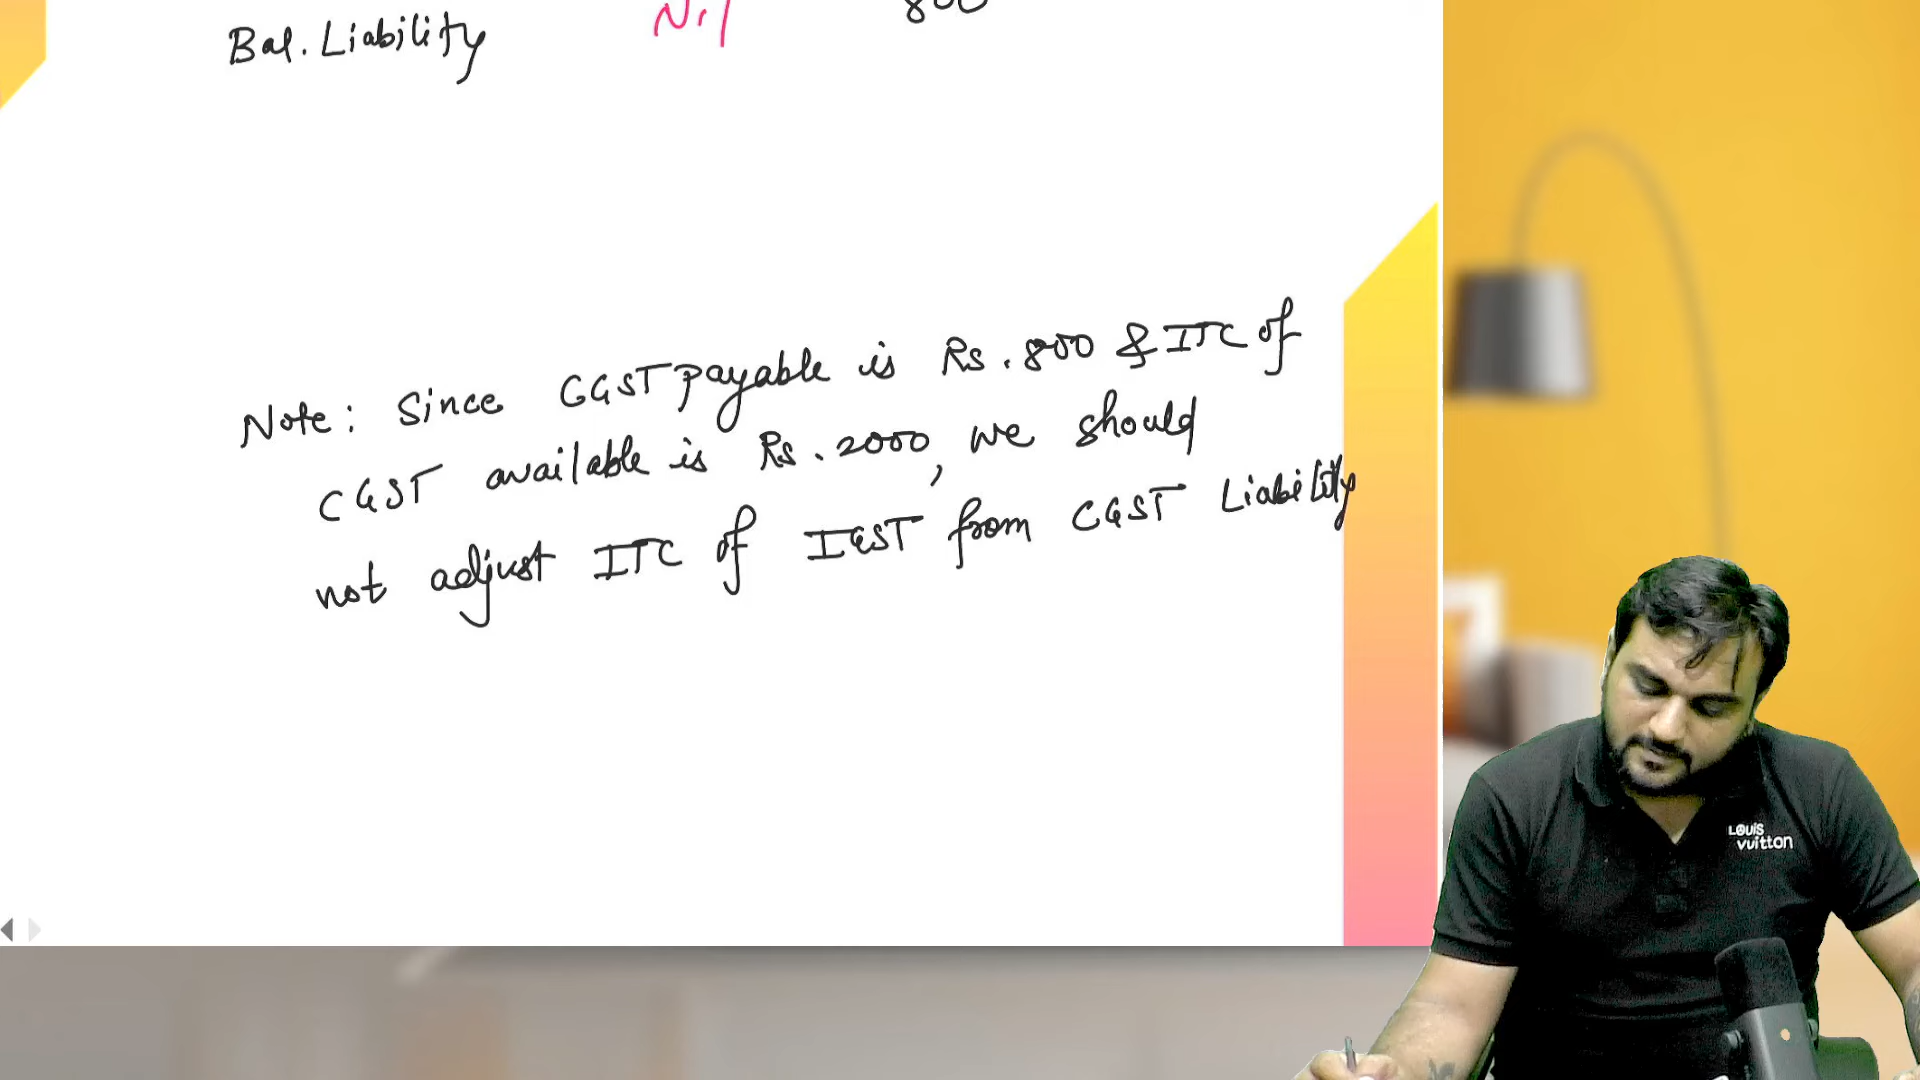 Bal. Liability Nil 800
Note: Since CGST payable is Rs. 800 & ITC of
CGST available is Rs. 2000, we should
not adjust ITC of IGST from CGST Liability
LOUIS
VUITTON